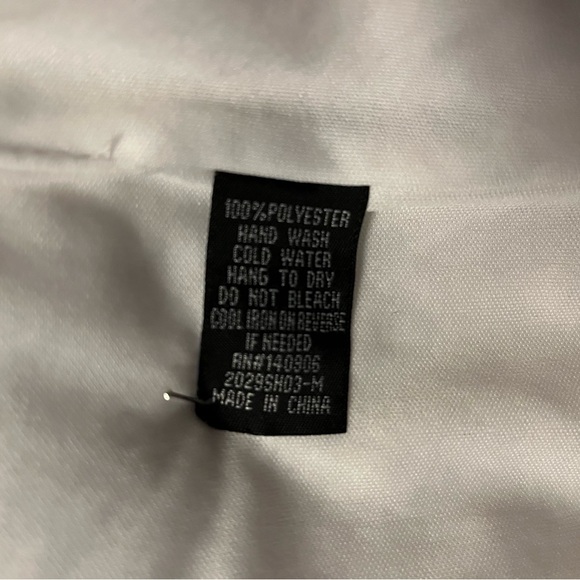 100%POLYESTER
HAND WASH
COLD WATER
HANG TO DRY
DO NOT BLEACH
COOL IRON ON REVERSE
IF NEEDED
RN#140906
2029SH03-M
MADE IN CHINA